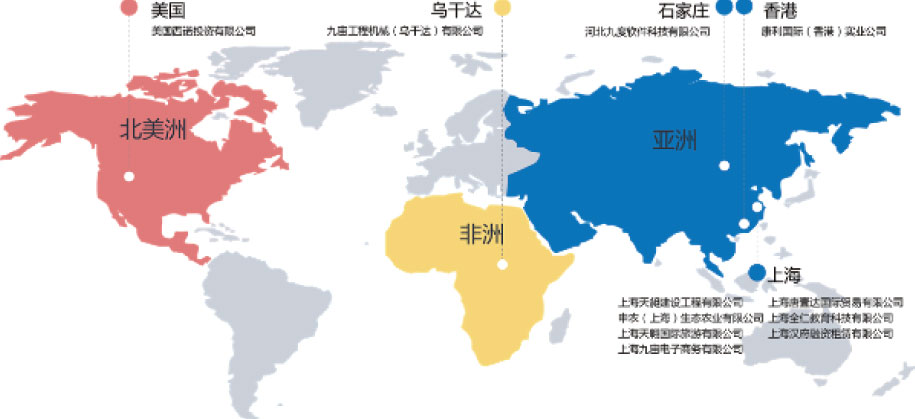 美国
美国西诺投资有限公司
乌干达
九宙工程机械（乌干达）有限公司
石家庄
河北九度软件科技有限公司
香港
康利国际（香港）实业公司
北美洲
亚洲
非洲
上海
上海天昶建设工程有限公司
申农（上海）生态农业有限公司
上海天朝国际旅游有限公司
上海九宙电子商务有限公司
上海唐壹达国际贸易有限公司
上海全仁教育科技有限公司
上海汉府融资租赁有限公司